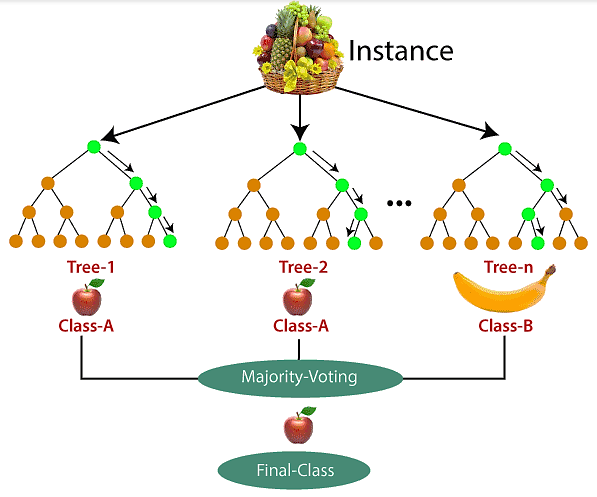 Instance
...
Tree-1
Tree-2
Tree-n
Class-A
Class-A
Class-B
Majority-Voting
Final-Class